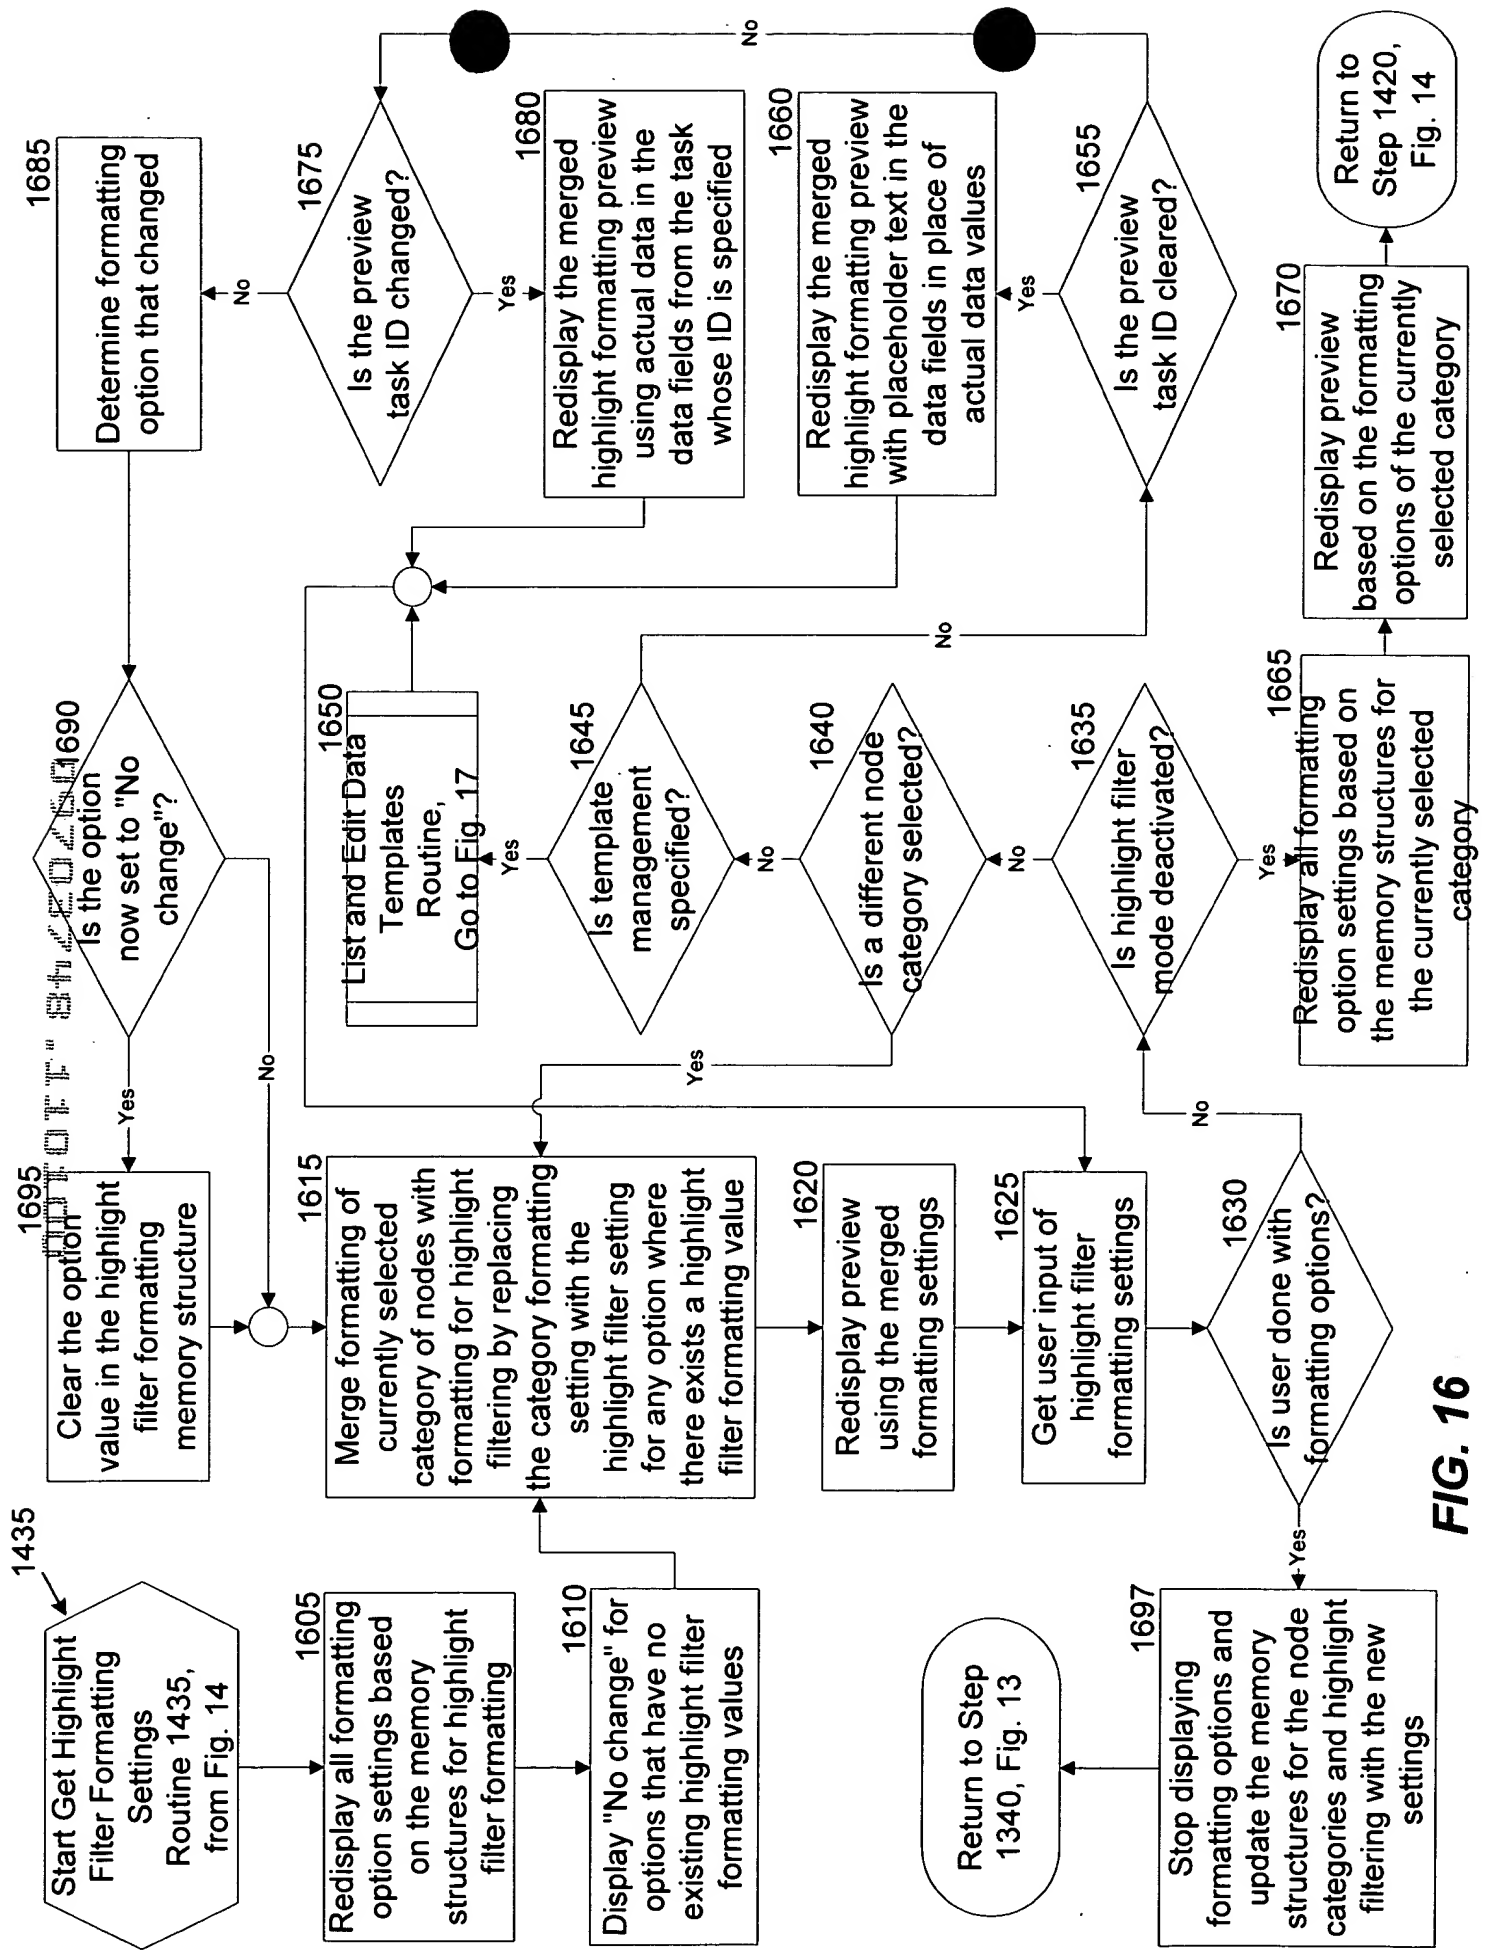 1435
Start Get Highlight
Filter Formatting
Settings
Routine 1435,
from Fig. 14
1605
Redisplay all formatting
option settings based
on the memory
structures for highlight
filter formatting
1610
Display "No change" for
options that have no
existing highlight filter
formatting values
1615
Merge formatting of
currently selected
category of nodes with
formatting for highlight
filtering by replacing
the category formatting
setting with the
highlight filter setting
for any option where
there exists a highlight
filter formatting value
1620
Redisplay preview
using the merged
formatting settings
1625
Get user input of
highlight filter
formatting settings
1630
Is user done with
formatting options?
Yes
No
1697
Stop displaying
formatting options and
update the memory
structures for the node
categories and highlight
filtering with the new
settings
Return to Step
1340, Fig. 13
1635
Is highlight filter
mode deactivated?
No
Yes
1640
Is a different node
category selected?
No
Yes
1645
Is template
management
specified?
Yes
No
1650
List and Edit Data
Templates
Routine,
Go to Fig. 17
1655
Is the preview
task ID cleared?
Yes
No
1660
Redisplay the merged
highlight formatting preview
with placeholder text in the
data fields in place of
actual data values
1665
Redisplay all formatting
option settings based on
the memory structures for
the currently selected
category
1670
Redisplay preview
based on the formatting
options of the currently
selected category
Return to
Step 1420,
Fig. 14
1675
Is the preview
task ID changed?
Yes
No
1680
Redisplay the merged
highlight formatting preview
using actual data in the
data fields from the task
whose ID is specified
1685
Determine formatting
option that changed
1690
Is the option
now set to "No
change"?
Yes
No
1695
Clear the option
value in the highlight
filter formatting
memory structure
FIG. 16